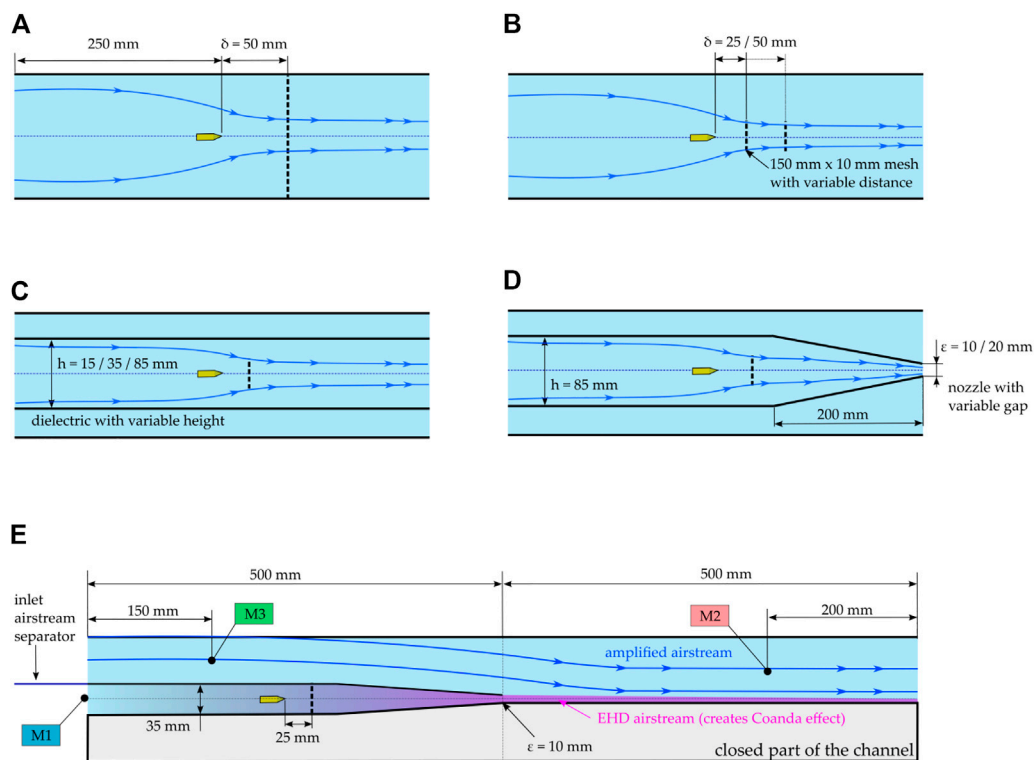 A
250 mm
δ = 50 mm
B
δ = 25 / 50 mm
150 mm x 10 mm mesh
with variable distance
C
h = 15 / 35 / 85 mm
dielectric with variable height
D
h = 85 mm
ε = 10 / 20 mm
nozzle with
variable gap
200 mm
E
500 mm
500 mm
inlet
airstream
separator
150 mm
M3
M2
200 mm
amplified airstream
M1
35 mm
25 mm
EHD airstream (creates Coanda effect)
ε = 10 mm
closed part of the channel